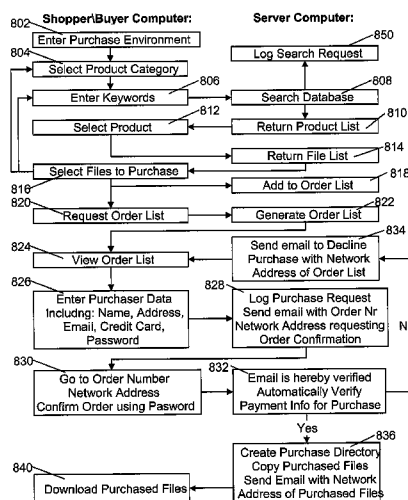 Shopper\Buyer Computer:
Server Computer:
802
Enter Purchase Environment
850
Log Search Request
804
Select Product Category
806
Enter Keywords
808
Search Database
812
Select Product
810
Return Product List
814
Return File List
816
Select Files to Purchase
818
Add to Order List
820
Request Order List
822
Generate Order List
824
View Order List
834
Send email to Decline
Purchase with Network
Address of Order List
826
Enter Purchaser Data
Including: Name, Address,
Email, Credit Card,
Password
828
Log Purchase Request
Send email with Order Nr
Network Address requesting
Order Confirmation
N
830
Go to Order Number
Network Address
Confirm Order using Pasword
832
Email is hereby verified
Automatically Verify
Payment Info for Purchase
Yes
836
Create Purchase Directory
Copy Purchased Files
Send Email with Network
Address of Purchased Files
840
Download Purchased Files